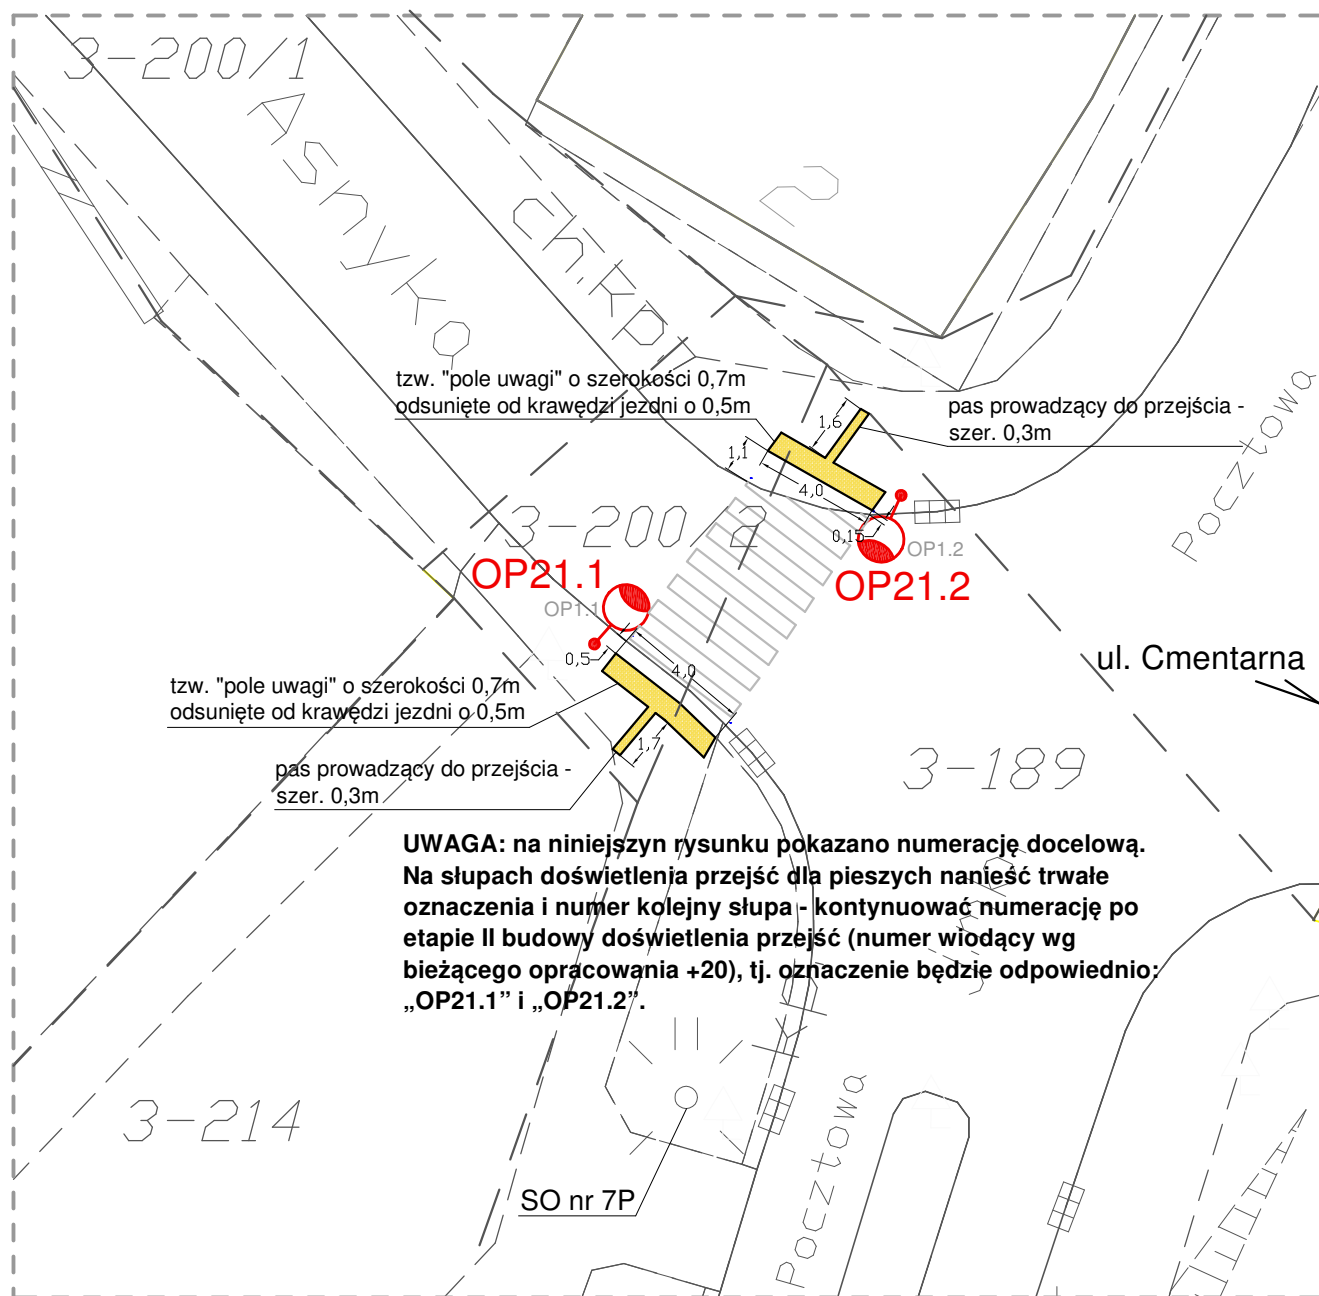 3-200/1
Asnyka
ch.kp
2
tzw. "pole uwagi" o szerokości 0,7m
odsunięte od krawędzi jezdni o 0,5m
pas prowadzący do przejścia -
szer. 0,3m
1,6
1,1
4,0
0,15
Pocztowa
3-200/2
OP1.2
OP21.2
OP21.1
OP1.1
0,5
4,0
1,7
ul. Cmentarna
tzw. "pole uwagi" o szerokości 0,7m
odsunięte od krawędzi jezdni o 0,5m
pas prowadzący do przejścia -
szer. 0,3m
3-189
UWAGA: na niniejszyn rysunku pokazano numerację docelową.
Na słupach doświetlenia przejść dla pieszych nanieść trwałe
oznaczenia i numer kolejny słupa - kontynuować numerację po
etapie II budowy doświetlenia przejść (numer wiodący wg
bieżącego opracowania +20), tj. oznaczenie będzie odpowiednio:
„OP21.1” i „OP21.2”.
3-214
Pocztowa
SO nr 7P